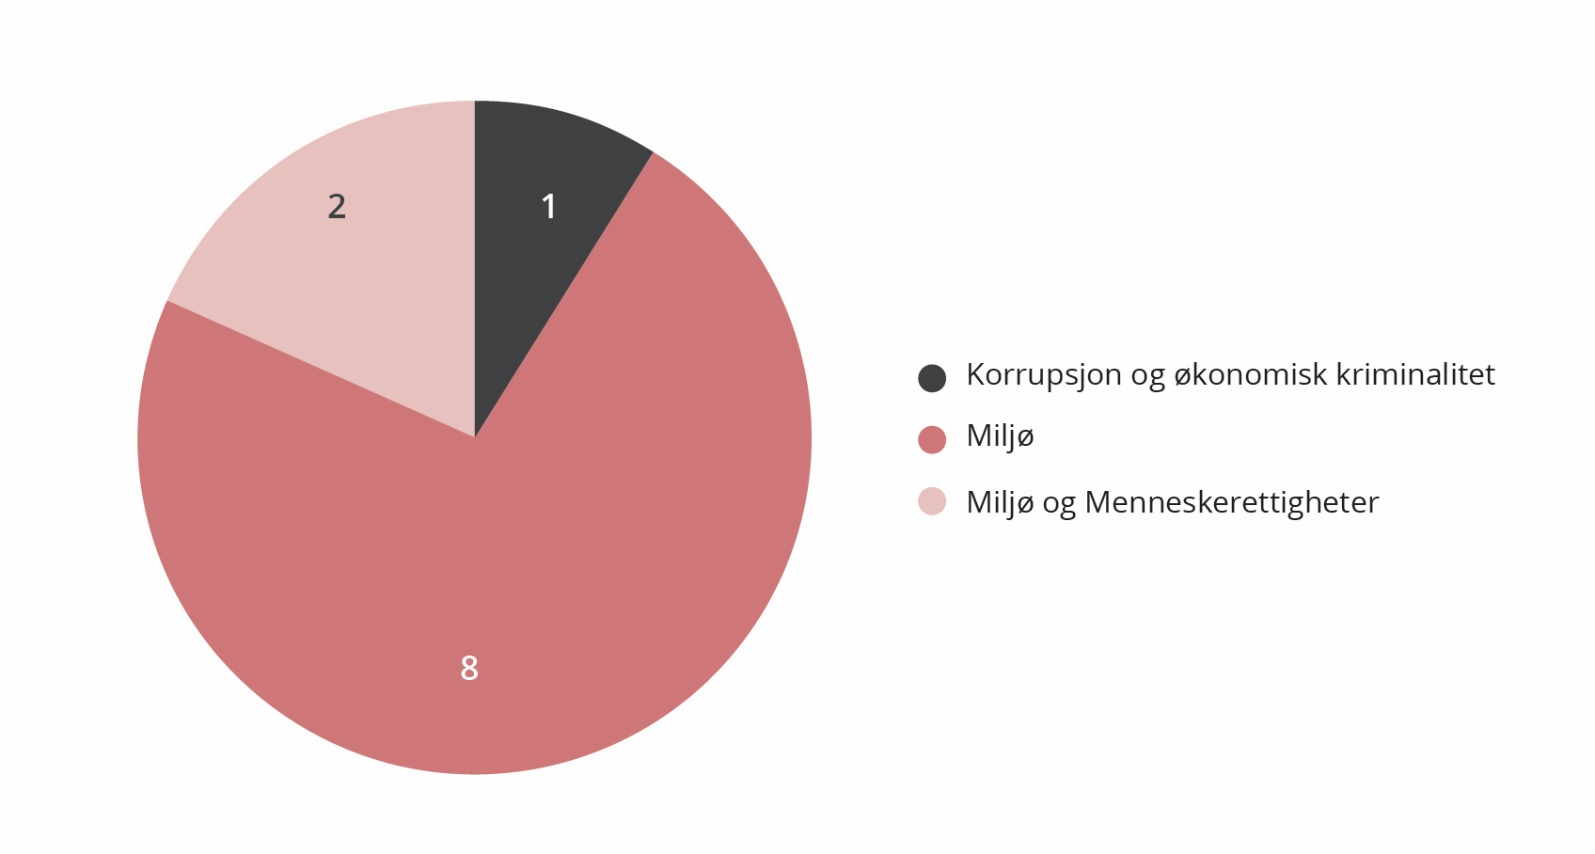 2
1
Korrupsjon og økonomisk kriminalitet
Miljø
Miljø og Menneskerettigheter
8